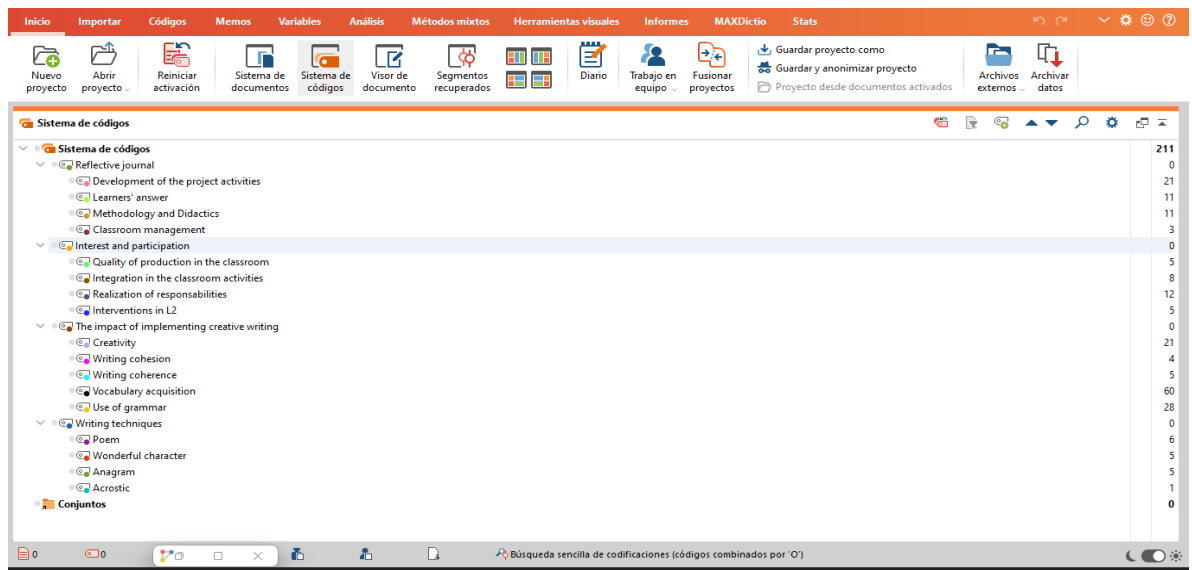 Inicio Importar Códigos Memos Variables Análisis Métodos mixtos Herramientas visuales Informes MAXDictio Stats
Nuevo proyecto
Abrir proyecto
Reiniciar activación
Sistema de documentos
Sistema de códigos
Visor de documento
Segmentos recuperados
Diario
Trabajo en equipo
Fusionar proyectos
Guardar proyecto como
Guardar y anonimizar proyecto
Proyecto desde documentos activados
Archivos externos
Archivar datos
Sistema de códigos
Sistema de códigos 211
Reflective journal 0
Development of the project activities 21
Learners' answer 11
Methodology and Didactics 11
Classroom management 3
Interest and participation 0
Quality of production in the classroom 5
Integration in the classroom activities 8
Realization of responsabilities 12
Interventions in L2 5
The impact of implementing creative writing 0
Creativity 21
Writing cohesion 4
Writing coherence 5
Vocabulary acquisition 60
Use of grammar 28
Writing techniques 0
Poem 6
Wonderful character 5
Anagram 5
Acrostic 1
Conjuntos 0
0 0 Búsqueda sencilla de codificaciones (códigos combinados por 'O')